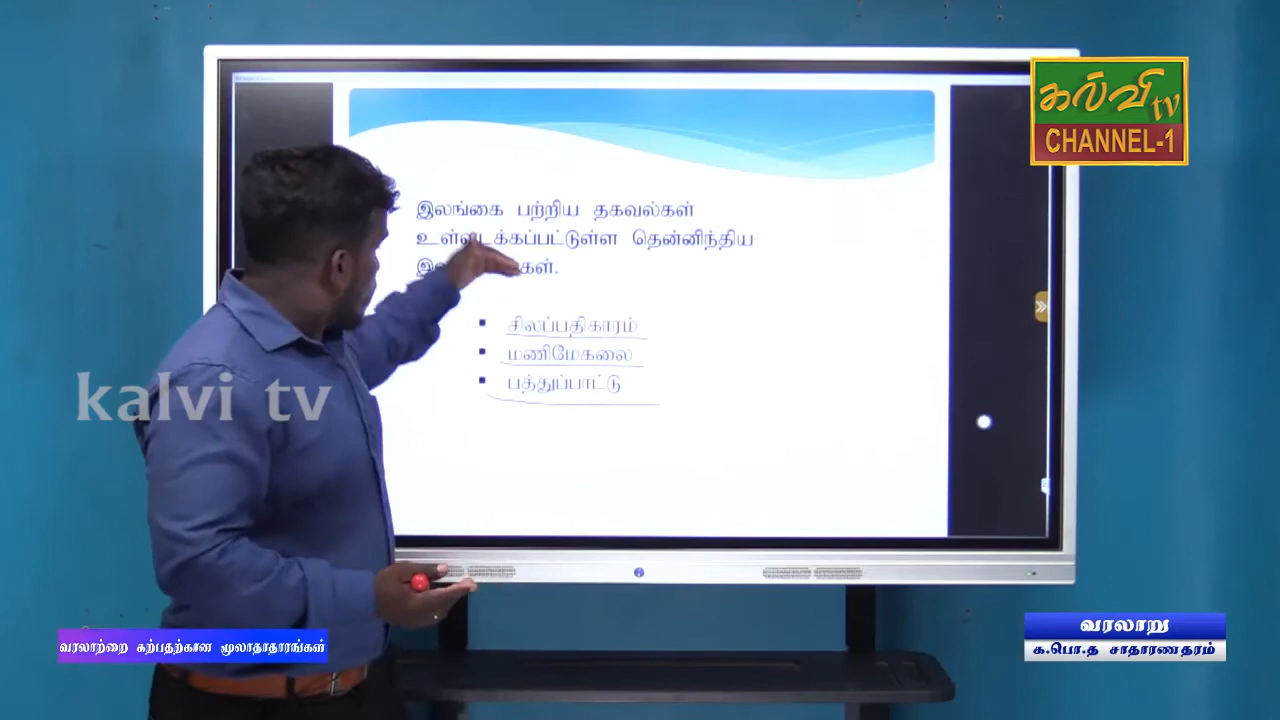 இலங்கை பற்றிய தகவல்கள்
உள்ளடக்கப்பட்டுள்ள தென்னிந்திய
சிலப்பதிகாரம்
மணிமேகலை
பத்துப்பாட்டு
கல்வி tv
CHANNEL-1
kalvi tv
வரலாற்றை கற்பதற்கான மூலாதாரங்கள்
வரலாறு
க.பொ.த சாதாரணதரம்